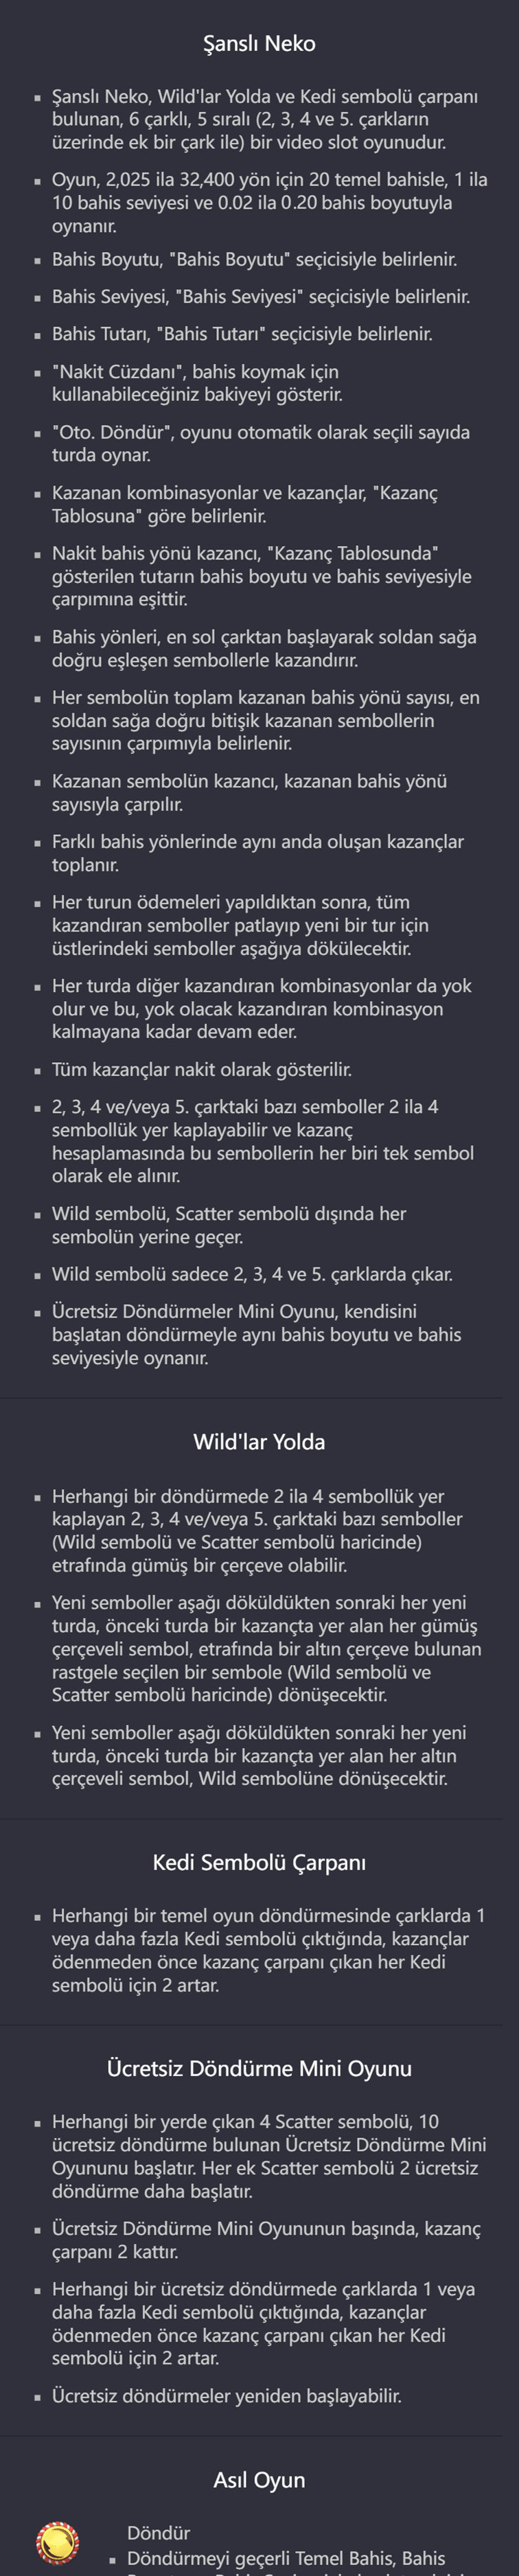 Şanslı Neko
▪ Şanslı Neko, Wild'lar Yolda ve Kedi sembolü çarpanı
bulunan, 6 çarklı, 5 sıralı (2, 3, 4 ve 5. çarkların
üzerinde ek bir çark ile) bir video slot oyunudur.
▪ Oyun, 2,025 ila 32,400 yön için 20 temel bahisle, 1 ila
10 bahis seviyesi ve 0.02 ila 0.20 bahis boyutuyla
oynanır.
▪ Bahis Boyutu, "Bahis Boyutu" seçicisiyle belirlenir.
▪ Bahis Seviyesi, "Bahis Seviyesi" seçicisiyle belirlenir.
▪ Bahis Tutarı, "Bahis Tutarı" seçicisiyle belirlenir.
▪ "Nakit Cüzdanı", bahis koymak için
kullanabileceğiniz bakiyeyi gösterir.
▪ "Oto. Döndür", oyunu otomatik olarak seçili sayıda
turda oynar.
▪ Kazanan kombinasyonlar ve kazançlar, "Kazanç
Tablosuna" göre belirlenir.
▪ Nakit bahis yönü kazancı, "Kazanç Tablosunda"
gösterilen tutarın bahis boyutu ve bahis seviyesiyle
çarpımına eşittir.
▪ Bahis yönleri, en sol çarktan başlayarak soldan sağa
doğru eşleşen sembollerle kazandırır.
▪ Her sembolün toplam kazanan bahis yönü sayısı, en
soldan sağa doğru bitişik kazanan sembollerin
sayısının çarpımıyla belirlenir.
▪ Kazanan sembolün kazancı, kazanan bahis yönü
sayısıyla çarpılır.
▪ Farklı bahis yönlerinde aynı anda oluşan kazançlar
toplanır.
▪ Her turun ödemeleri yapıldıktan sonra, tüm
kazandıran semboller patlayıp yeni bir tur için
üstlerindeki semboller aşağıya dökülecektir.
▪ Her turda diğer kazandıran kombinasyonlar da yok
olur ve bu, yok olacak kazandıran kombinasyon
kalmayana kadar devam eder.
▪ Tüm kazançlar nakit olarak gösterilir.
▪ 2, 3, 4 ve/veya 5. çarktaki bazı semboller 2 ila 4
sembollük yer kaplayabilir ve kazanç
hesaplamasında bu sembollerin her biri tek sembol
olarak ele alınır.
▪ Wild sembolü, Scatter sembolü dışında her
sembolün yerine geçer.
▪ Wild sembolü sadece 2, 3, 4 ve 5. çarklarda çıkar.
▪ Ücretsiz Döndürmeler Mini Oyunu, kendisini
başlatan döndürmeyle aynı bahis boyutu ve bahis
seviyesiyle oynanır.
Wild'lar Yolda
▪ Herhangi bir döndürmede 2 ila 4 sembollük yer
kaplayan 2, 3, 4 ve/veya 5. çarktaki bazı semboller
(Wild sembolü ve Scatter sembolü haricinde)
etrafında gümüş bir çerçeve olabilir.
▪ Yeni semboller aşağı döküldükten sonraki her yeni
turda, önceki turda bir kazançta yer alan her gümüş
çerçeveli sembol, etrafında bir altın çerçeve bulunan
rastgele seçilen bir sembole (Wild sembolü ve
Scatter sembolü haricinde) dönüşecektir.
▪ Yeni semboller aşağı döküldükten sonraki her yeni
turda, önceki turda bir kazançta yer alan her altın
çerçeveli sembol, Wild sembolüne dönüşecektir.
Kedi Sembolü Çarpanı
▪ Herhangi bir temel oyun döndürmesinde çarklarda 1
veya daha fazla Kedi sembolü çıktığında, kazançlar
ödenmeden önce kazanç çarpanı çıkan her Kedi
sembolü için 2 artar.
Ücretsiz Döndürme Mini Oyunu
▪ Herhangi bir yerde çıkan 4 Scatter sembolü, 10
ücretsiz döndürme bulunan Ücretsiz Döndürme Mini
Oyununu başlatır. Her ek Scatter sembolü 2 ücretsiz
döndürme daha başlatır.
▪ Ücretsiz Döndürme Mini Oyununun başında, kazanç
çarpanı 2 kattır.
▪ Herhangi bir ücretsiz döndürmede çarklarda 1 veya
daha fazla Kedi sembolü çıktığında, kazançlar
ödenmeden önce kazanç çarpanı çıkan her Kedi
sembolü için 2 artar.
▪ Ücretsiz döndürmeler yeniden başlayabilir.
Asıl Oyun
Döndür
▪ Döndürmeyi geçerli Temel Bahis, Bahis